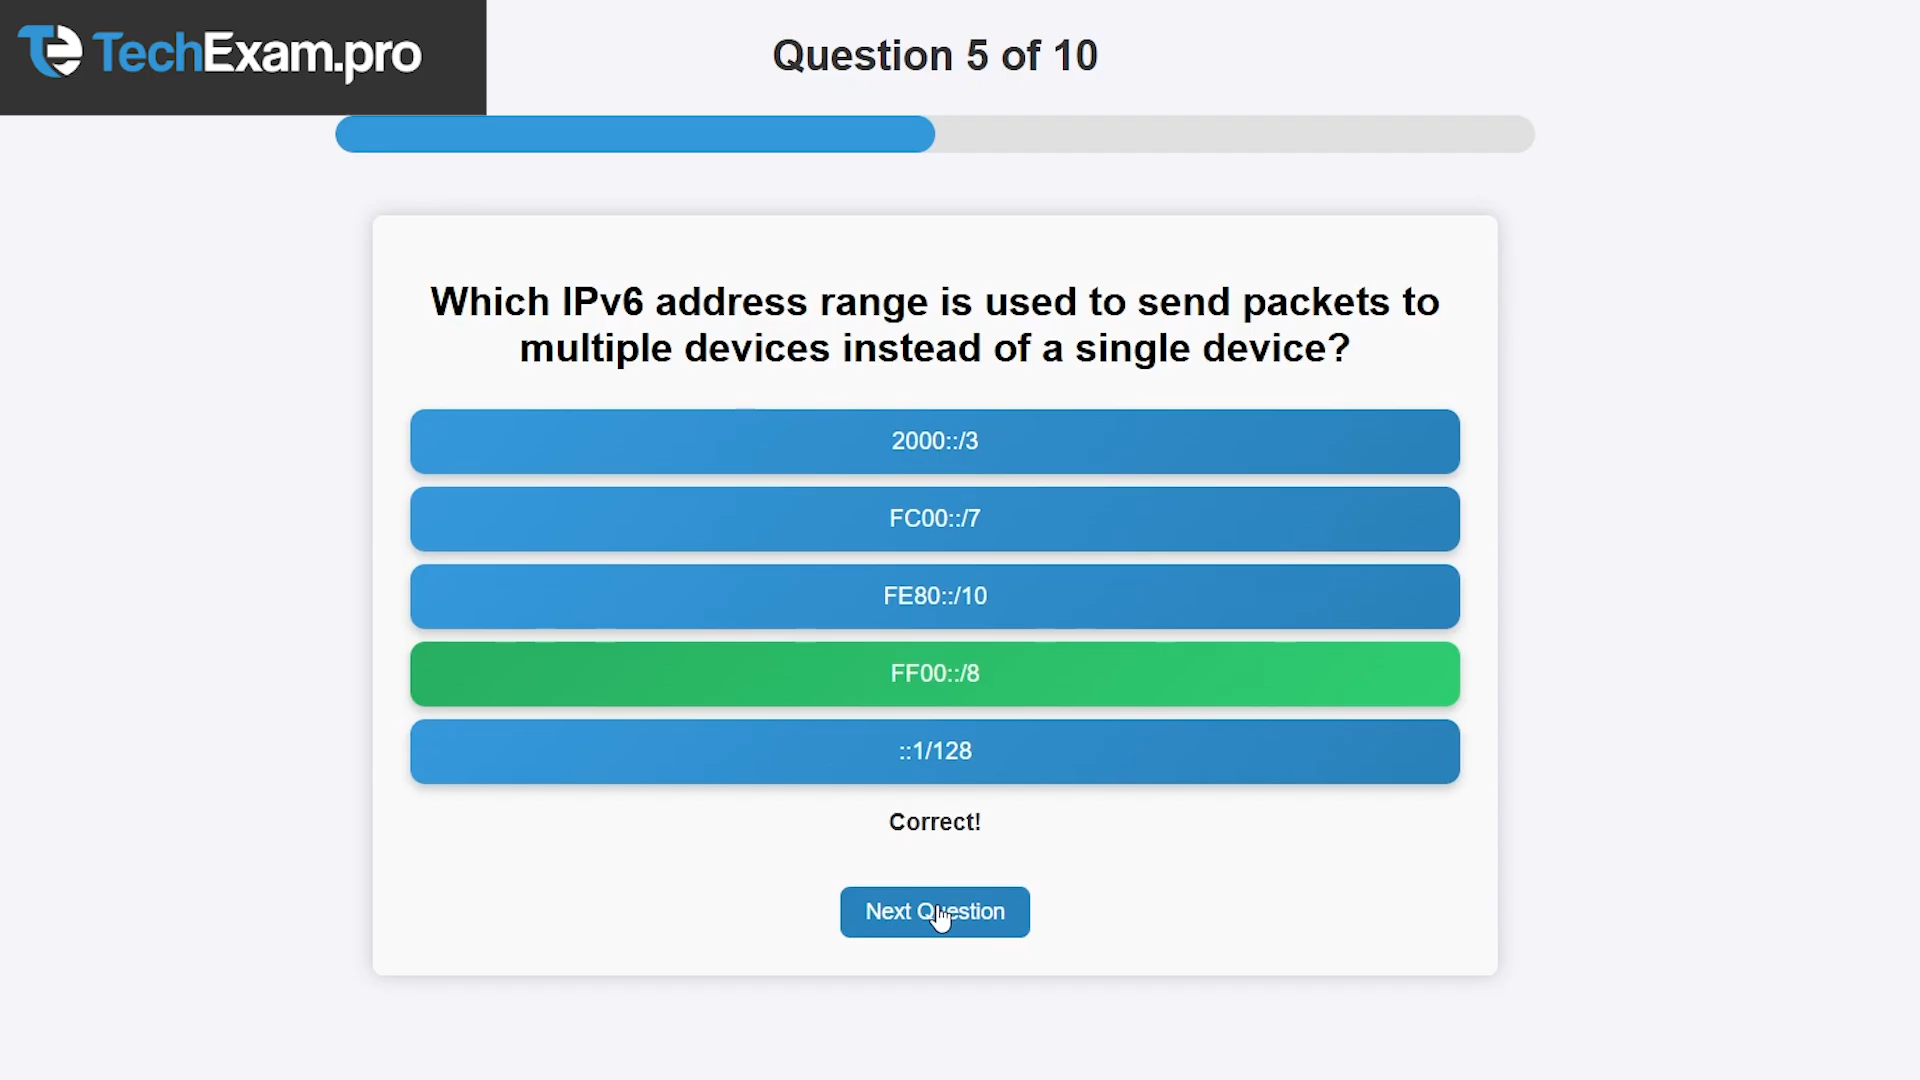 TechExam.pro
Question 5 of 10
Which IPv6 address range is used to send packets to
multiple devices instead of a single device?
2000::/3
FC00::/7
FE80::/10
FF00::/8
::1/128
Correct!
Next Question